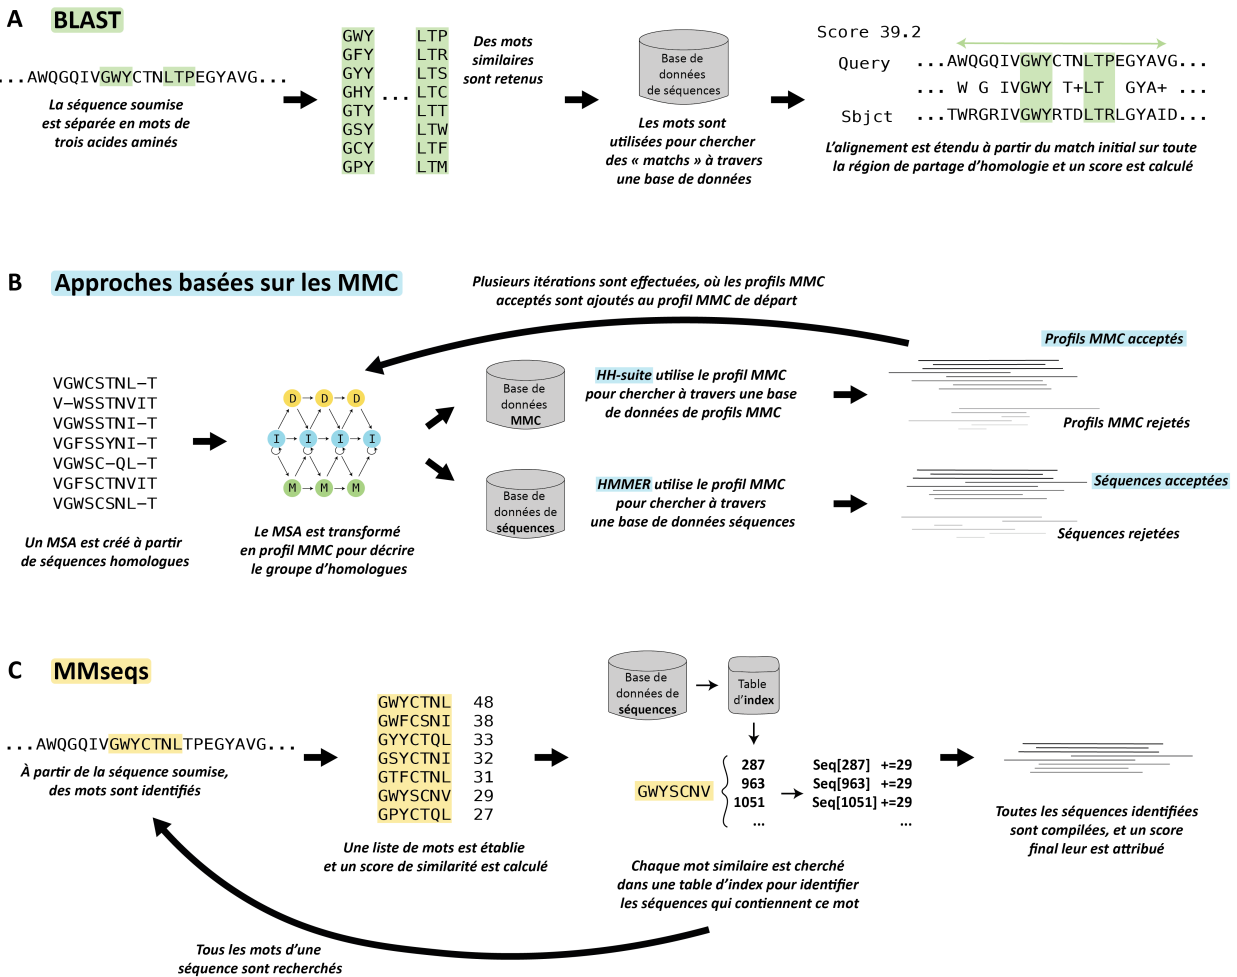 A BLAST
...AWQGQIVGWYCTNLTPEGYAVG...
La séquence soumise
est séparée en mots de
trois acides aminés
GWY LTP
GFY LTR
GYY LTS
GHY ... LTC
GTY LTT
GSY LTW
GCY LTF
GPY LTM
Des mots
similaires
sont retenus
Base de
données
de séquences
Les mots sont
utilisées pour chercher
des « matchs » à travers
une base de données
Score 39.2
Query ...AWQGQIVGWYCTNLTPEGYAVG...
... W G IVGWY T+LT GYA+ ...
Sbjct ...TWRGRIVGWYRTDLTRLGYAID...
L'alignement est étendu à partir du match initial sur toute
la région de partage d'homologie et un score est calculé
B Approches basées sur les MMC
Plusieurs itérations sont effectuées, où les profils MMC
acceptés sont ajoutés au profil MMC de départ
VGWCSTNL–T
V–WSSTNVIT
VGWSSTNI–T
VGFSSYNI–T
VGWSC–QL–T
VGFSCTNVIT
VGWSCSNL–T
Un MSA est créé à partir
de séquences homologues
D D D
I I I I
M M M
Le MSA est transformé
en profil MMC pour décrire
le groupe d'homologues
Base de
données
MMC
HH-suite utilise le profil MMC
pour chercher à travers une base
de données de profils MMC
Profils MMC acceptés
Profils MMC rejetés
Base de
données de
séquences
HMMER utilise le profil MMC
pour chercher à travers
une base de données séquences
Séquences acceptées
Séquences rejetées
C MMseqs
...AWQGQIVGWYCTNLTPEGYAVG...
À partir de la séquence soumise,
des mots sont identifiés
GWYCTNL 48
GWFCSNI 38
GYYCTQL 33
GSYCTNI 32
GTFCTNL 31
GWYSCNV 29
GPYCTQL 27
Une liste de mots est établie
et un score de similarité est calculé
Base de
données de
séquences
Table
d'index
GWYSCNV
287
963
1051
...
Seq[287] +=29
Seq[963] +=29
Seq[1051] +=29
...
Chaque mot similaire est cherché
dans une table d'index pour identifier
les séquences qui contiennent ce mot
Toutes les séquences identifiées
sont compilées, et un score
final leur est attribué
Tous les mots d'une
séquence sont recherchés